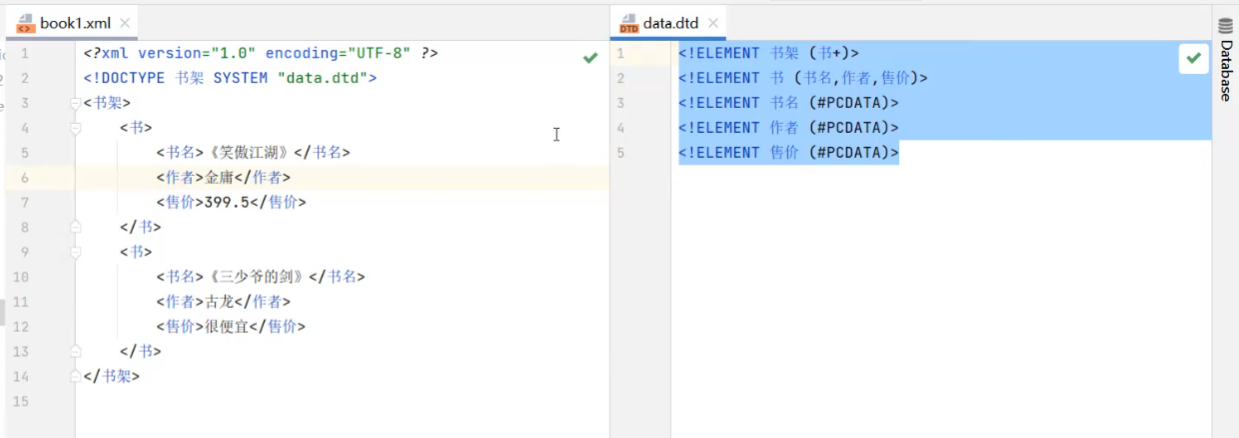 book1.xml
<?xml version="1.0" encoding="UTF-8" ?>
<!DOCTYPE 书架 SYSTEM "data.dtd">
<书架>
<书>
<书名>《笑傲江湖》</书名>
<作者>金庸</作者>
<售价>399.5</售价>
</书>
<书>
<书名>《三少爷的剑》</书名>
<作者>古龙</作者>
<售价>很便宜</售价>
</书>
</书架>
1
2
3
4
5
6
7
8
9
10
11
12
13
14
15
data.dtd
DTD
<!ELEMENT 书架 (书+)>
<!ELEMENT 书 (书名,作者,售价)>
<!ELEMENT 书名 (#PCDATA)>
<!ELEMENT 作者 (#PCDATA)>
<!ELEMENT 售价 (#PCDATA)>
1
2
3
4
5
Database